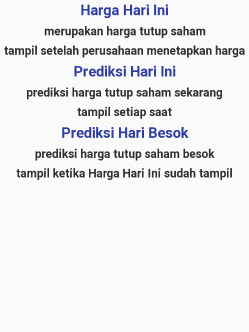 Harga Hari Ini
merupakan harga tutup saham
tampil setelah perusahaan menetapkan harga
Prediksi Hari Ini
prediksi harga tutup saham sekarang
tampil setiap saat
Prediksi Hari Besok
prediksi harga tutup saham besok
tampil ketika Harga Hari Ini sudah tampil